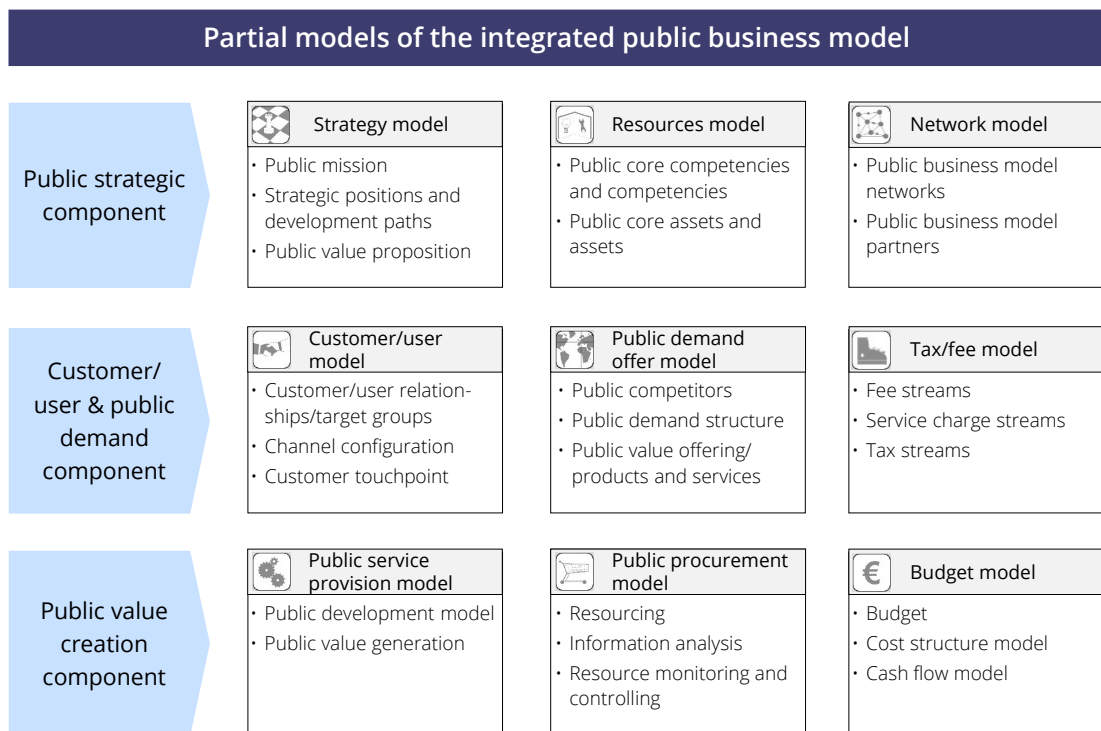 Partial models of the integrated public business model
Public strategic
component
Strategy model
• Public mission
• Strategic positions and
development paths
• Public value proposition
Resources model
• Public core competencies
and competencies
• Public core assets and
assets
Network model
• Public business model
networks
• Public business model
partners
Customer/
user & public
demand
component
Customer/user
model
• Customer/user relation-
ships/target groups
• Channel configuration
• Customer touchpoint
Public demand
offer model
• Public competitors
• Public demand structure
• Public value offering/
products and services
Tax/fee model
• Fee streams
• Service charge streams
• Tax streams
Public value
creation
component
Public service
provision model
• Public development model
• Public value generation
Public procurement
model
• Resourcing
• Information analysis
• Resource monitoring and
controlling
€
Budget model
• Budget
• Cost structure model
• Cash flow model